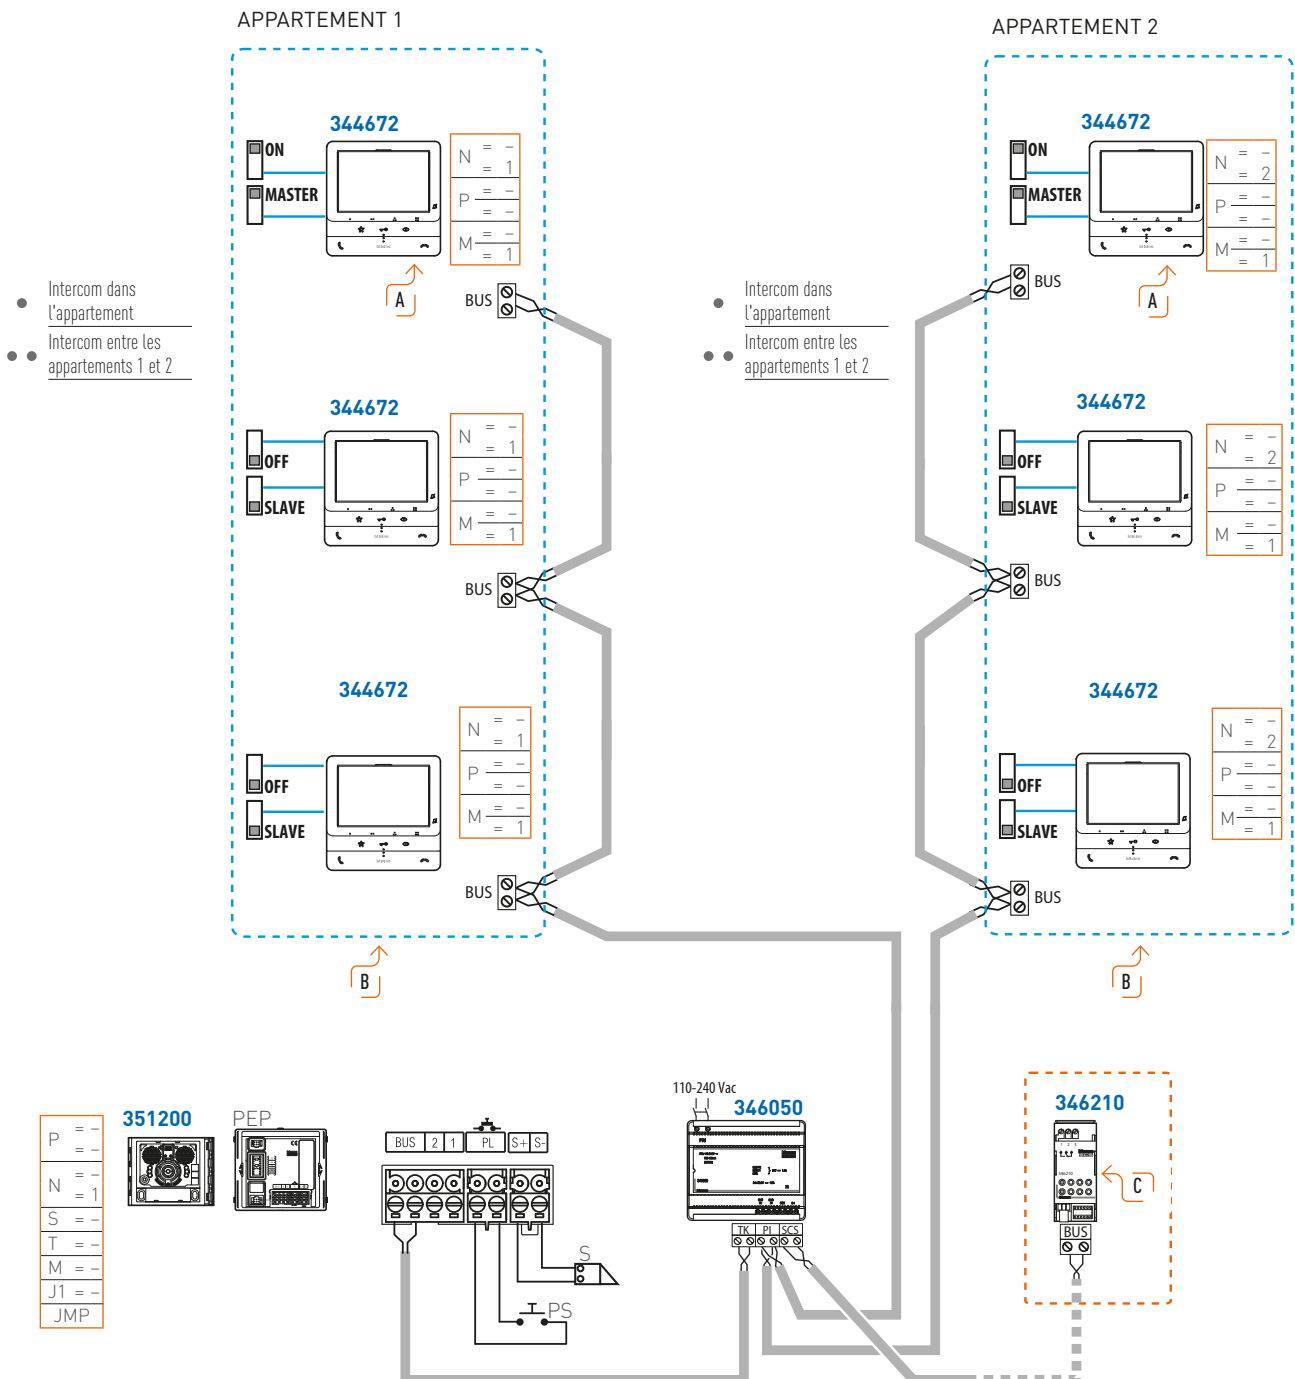 APPARTEMENT 1
APPARTEMENT 2
344672
ON
MASTER
N = –
= 1
P = –
= –
M = –
= 1
A
BUS
Intercom dans
l'appartement
Intercom entre les
appartements 1 et 2
344672
OFF
SLAVE
N = –
= 1
P = –
= –
M = –
= 1
BUS
344672
OFF
SLAVE
N = –
= 1
P = –
= –
M = –
= 1
BUS
B
344672
ON
MASTER
N = –
= 2
P = –
= –
M = –
= 1
A
BUS
Intercom dans
l'appartement
Intercom entre les
appartements 1 et 2
344672
OFF
SLAVE
N = –
= 2
P = –
= –
M = –
= 1
BUS
344672
OFF
SLAVE
N = –
= 2
P = –
= –
M = –
= 1
BUS
B
P = –
= –
N = –
= 1
S = –
T = –
M = –
J1 = –
JMP
351200
PEP
BUS 2 1 PL S+ S-
S
PS
110-240 Vac
346050
TK PI SCS
346210
1 2 3
346210
C
BUS